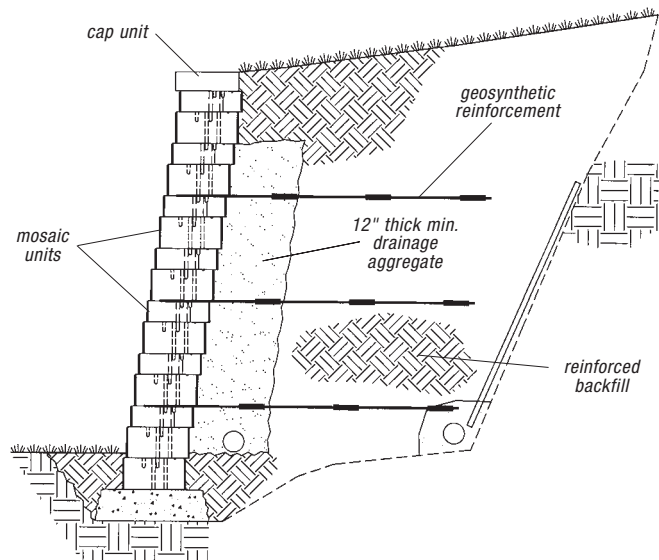 cap unit
geosynthetic
reinforcement
12" thick min.
drainage
aggregate
mosaic
units
reinforced
backfill